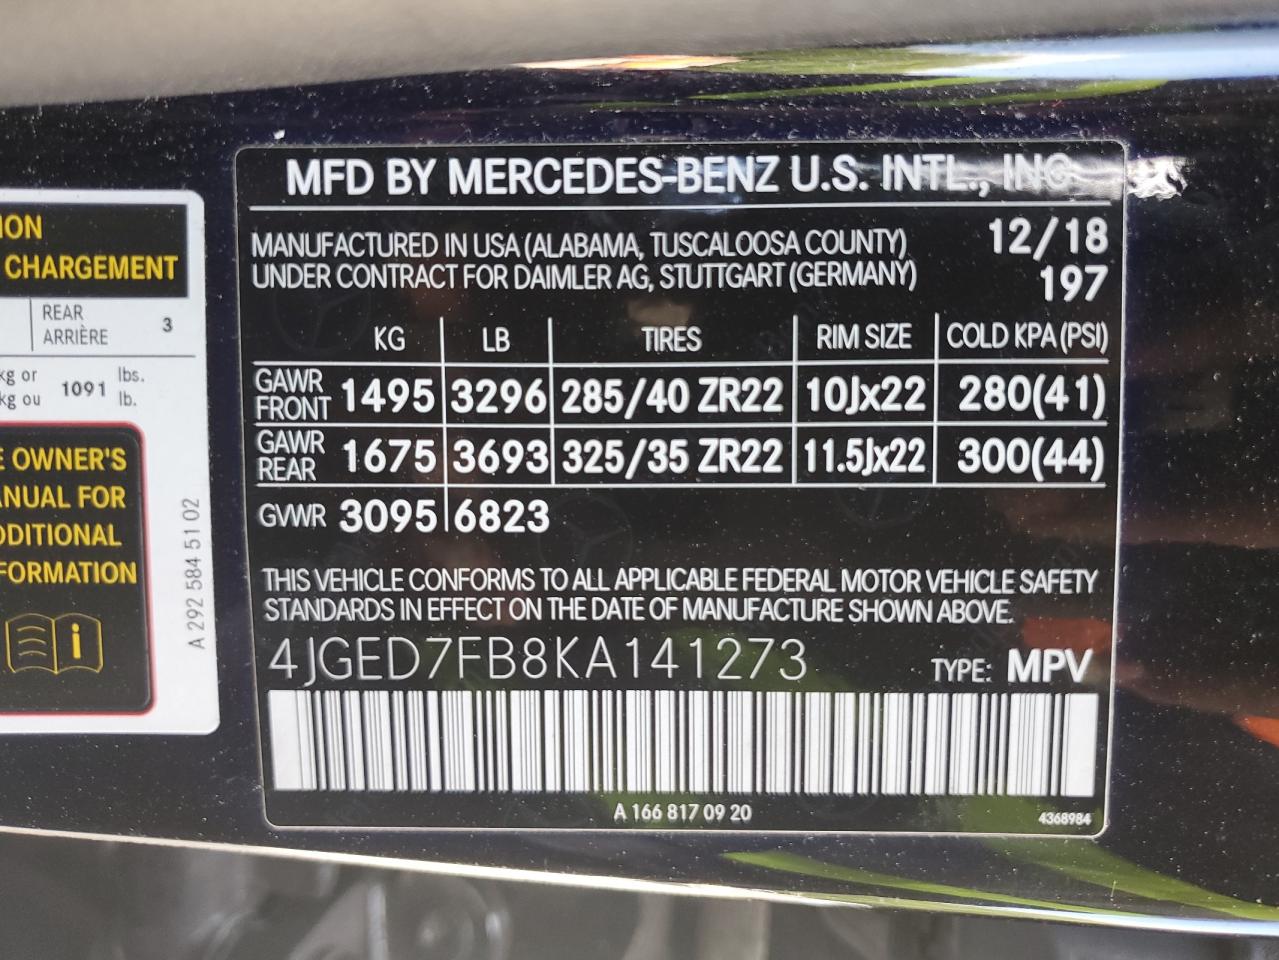 ION
CHARGEMENT
REAR
ARRIÈRE 3
kg or 1091 lbs.
kg ou lb.
OWNER'S
FOR
FORMATION
i
A 292 584 51 02
MFD BY MERCEDES-BENZ U.S. INTL., INC.
MANUFACTURED IN USA (ALABAMA, TUSCALOOSA COUNTY) 12/18
UNDER CONTRACT FOR DAIMLER AG, STUTTGART (GERMANY) 197
KG LB TIRES RIM SIZE COLD KPA (PSI)
GAWR FRONT 1495 3296 285/40 ZR22 10Jx22 280(41)
GAWR REAR 1675 3693 325/35 ZR22 11.5Jx22 300(44)
GVWR 3095 6823
THIS VEHICLE CONFORMS TO ALL APPLICABLE FEDERAL MOTOR VEHICLE SAFETY
STANDARDS IN EFFECT ON THE DATE OF MANUFACTURE SHOWN ABOVE.
4JGED7FB8KA141273 TYPE: MPV
A 166 817 09 20 4368984